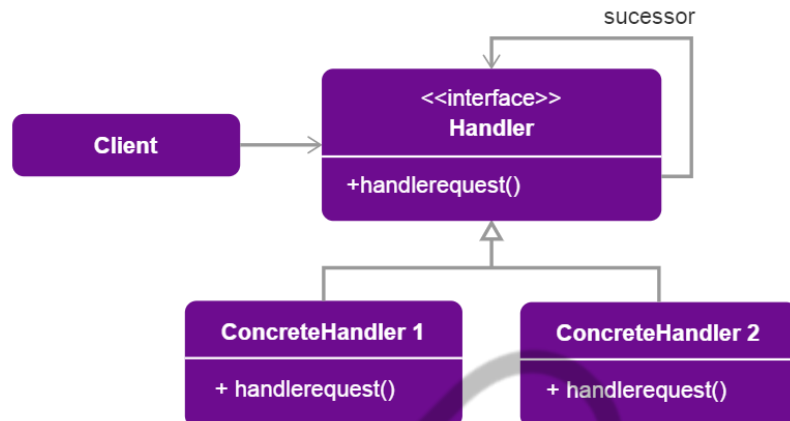 sucessor
<<interface>>
Handler
Client
+handlerequest()
ConcreteHandler 1
ConcreteHandler 2
+ handlerequest()
+ handlerequest()